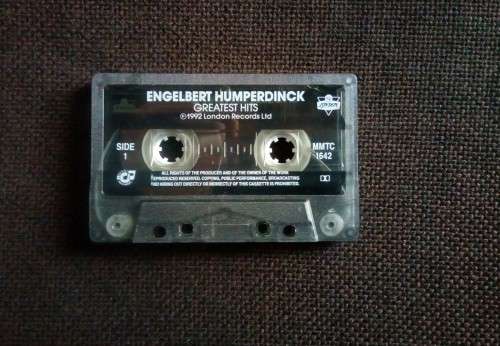 ENGELBERT HUMPERDINCK
GREATEST HITS
℗1992 London Records Ltd
SIDE
1
MMTC
1642
ALL RIGHTS OF THE PRODUCER AND OF THE OWNER OF THE WORK
REPRODUCED RESERVED. COPYING, PUBLIC PERFORMANCE, BROADCASTING
AND HIRING OUT DIRECTLY OR INDIRECTLY OF THIS CASSETTE IS PROHIBITED.